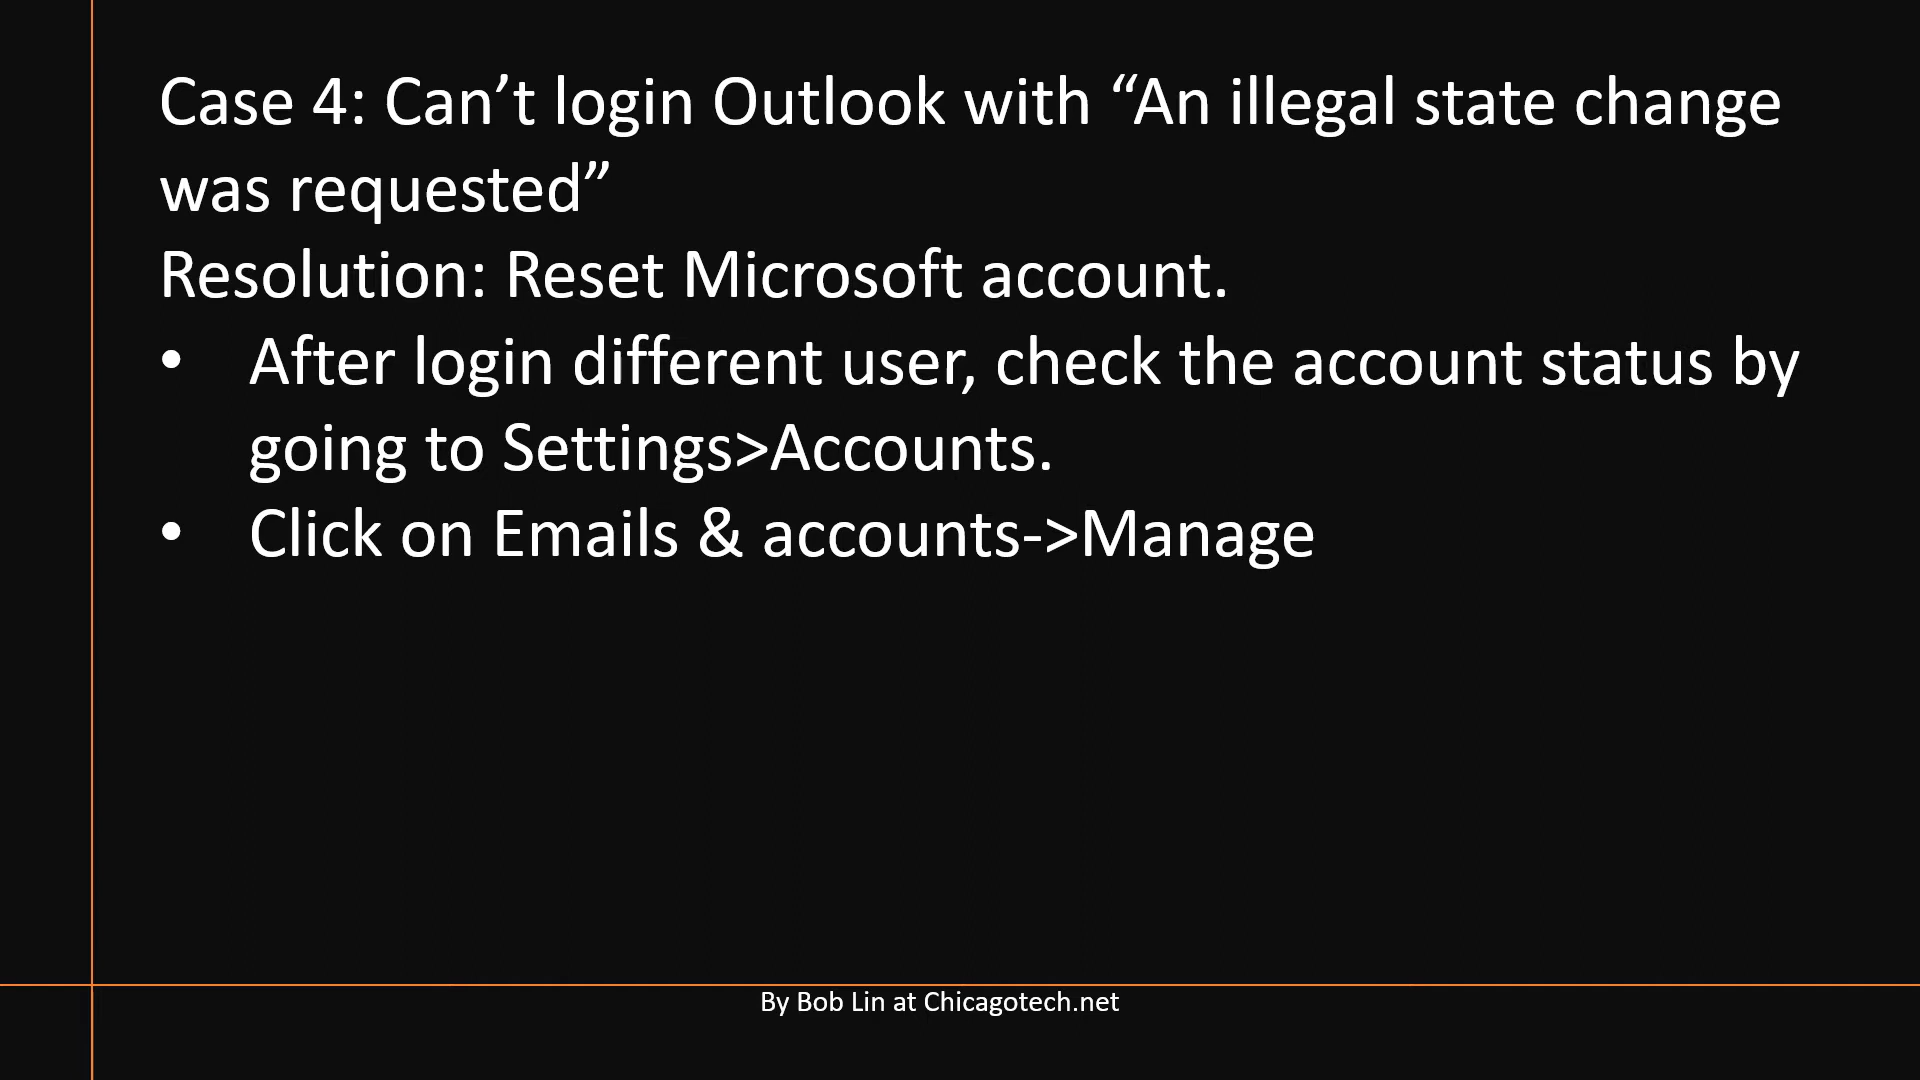 Case 4: Can’t login Outlook with “An illegal state change
was requested”
Resolution: Reset Microsoft account.
• After login different user, check the account status by
going to Settings>Accounts.
• Click on Emails & accounts->Manage
By Bob Lin at Chicagotech.net